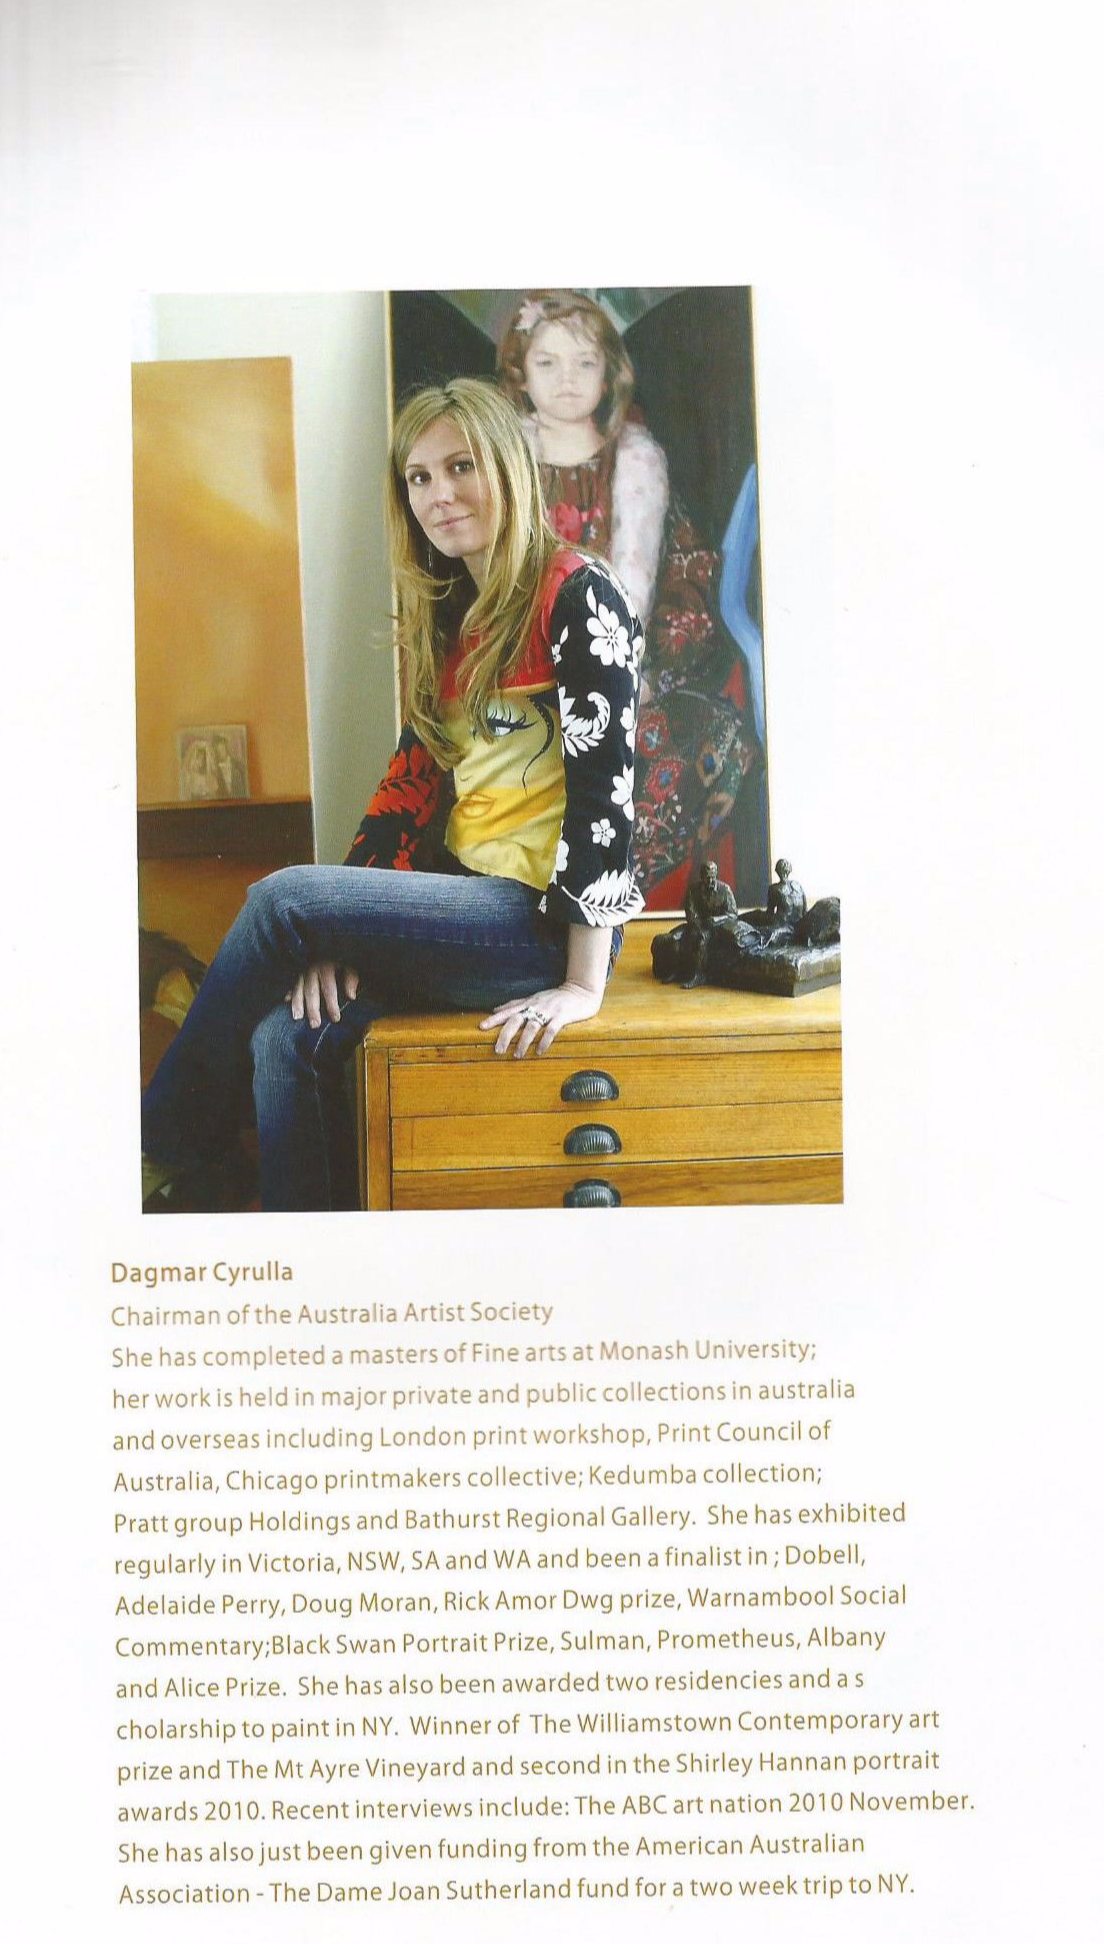 Dagmar Cyrulla
Chairman of the Australia Artist Society
She has completed a masters of Fine arts at Monash University;
her work is held in major private and public collections in australia
and overseas including London print workshop, Print Council of
Australia, Chicago printmakers collective; Kedumba collection;
Pratt group Holdings and Bathurst Regional Gallery. She has exhibited
regularly in Victoria, NSW, SA and WA and been a finalist in ; Dobell,
Adelaide Perry, Doug Moran, Rick Amor Dwg prize, Warnambool Social
Commentary;Black Swan Portrait Prize, Sulman, Prometheus, Albany
and Alice Prize. She has also been awarded two residencies and a s
cholarship to paint in NY. Winner of The Williamstown Contemporary art
prize and The Mt Ayre Vineyard and second in the Shirley Hannan portrait
awards 2010. Recent interviews include: The ABC art nation 2010 November.
She has also just been given funding from the American Australian
Association - The Dame Joan Sutherland fund for a two week trip to NY.